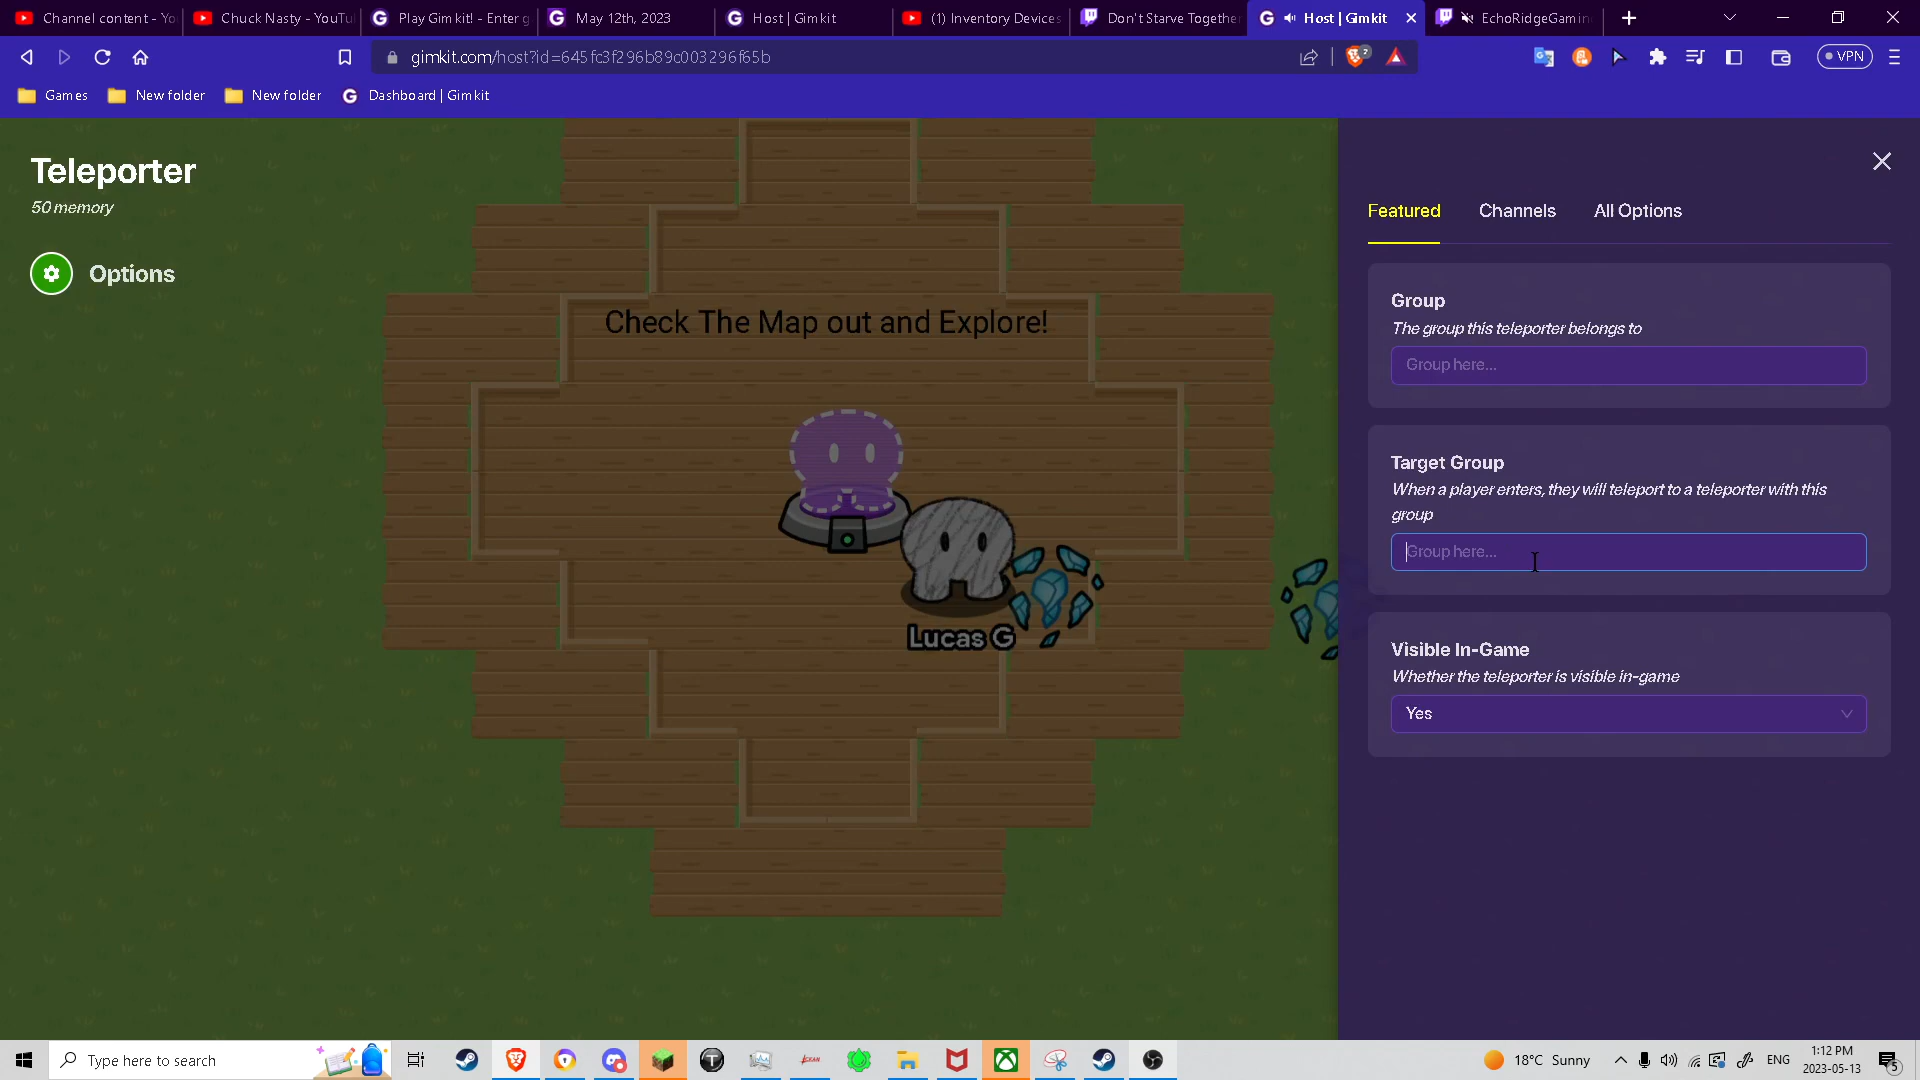 Channel content - Yo
Chuck Nasty - YouTu
Play Gimkit! - Enter g
May 12th, 2023
Host | Gimkit
(1) Inventory Devices
Don't Starve Together
Host | Gimkit
EchoRidgeGamin
gimkit.com/host?id=645fc3f296b89c003296f65b
VPN
Games
New folder
New folder
Dashboard | Gimkit
Teleporter
50 memory
Options
Check The Map out and Explore!
Lucas G
Featured
Channels
All Options
Group
The group this teleporter belongs to
Group here...
Target Group
When a player enters, they will teleport to a teleporter with this
group
Group here...
Visible In-Game
Whether the teleporter is visible in-game
Yes
Type here to search
18°C Sunny
ENG
1:12 PM
2023-05-13
5